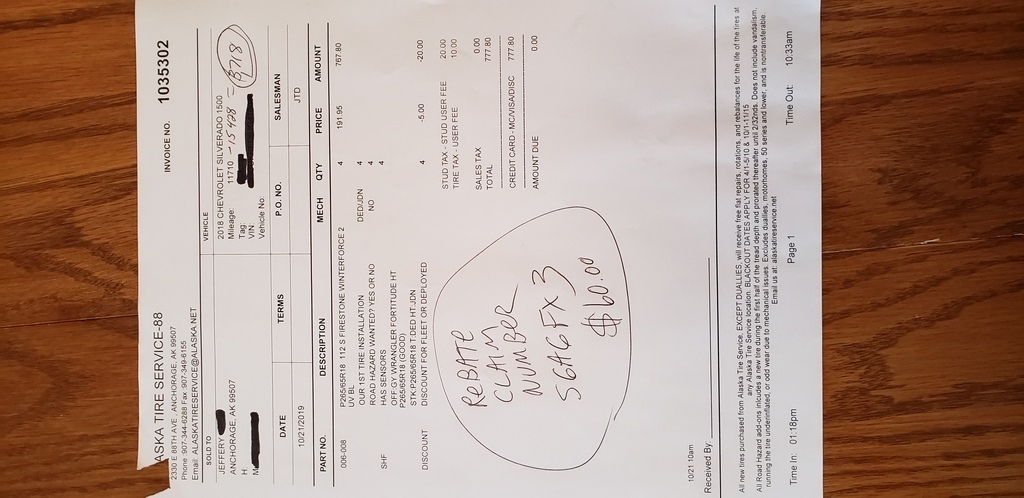 ASKA TIRE SERVICE-88
2330 E 88TH AVE , ANCHORAGE, AK 99507
Phone: 907-344-6288 Fax: 907-349-6155
Email: ALASKATIRESERVICE@ALASKA.NET
INVOICE NO. 1035302
SOLD TO
JEFFERY
ANCHORAGE, AK 99507
H:
M
VEHICLE
2018 CHEVROLET SILVERADO 1500
Mileage: 11710 - 15428 = 3718
Tag:
VIN:
Vehicle No:
DATE TERMS P.O. NO. SALESMAN
10/21/2019 JTD
PART NO. DESCRIPTION MECH QTY PRICE AMOUNT
006-008 P265/65R18 112 S FIRESTONE WINTERFORCE 2 4 191.95 767.80
UV BL
OUR 1ST TIRE INSTALLATION DED/JDN 4
ROAD HAZARD WANTED? YES OR NO NO 4
SHF HAS SENSORS 4
OFF GY WRANGLER FORTITUDE HT
P265/65R18 (GOOD)
STK P265/65R18 T.DED HT.JDN
DISCOUNT DISCOUNT FOR FLEET OR DEPLOYED 4 -5.00 -20.00
STUD TAX - STUD USER FEE 20.00
TIRE TAX - USER FEE 10.00
SALES TAX 0.00
TOTAL 777.80
CREDIT CARD - MC/VISA/DISC 777.80
AMOUNT DUE 0.00
REBATE
CLAIM
NUMBER
56AGFX3
$60.00
10/21 10am
Received By:
All new tires purchased from Alaska Tire Service, EXCEPT DUALLIES, will receive free flat repairs, rotations, and rebalances for the life of the tires at
any Alaska Tire Service location. BLACKOUT DATES APPLY FOR 4/1-5/10 & 10/1-11/15
All Road Hazard add-ons includes a new tire during the first half of the tread depth and prorated thereafter until 2/32nds. Does not include vandalism,
running the tire underinflated, or odd wear due to mechanical issues. Excludes duallies, motorhomes, 50 series and lower, and is nontransferable.
Email us at: alaskatireservice.net
Time In: 01:18pm Page 1 Time Out: 10:33am